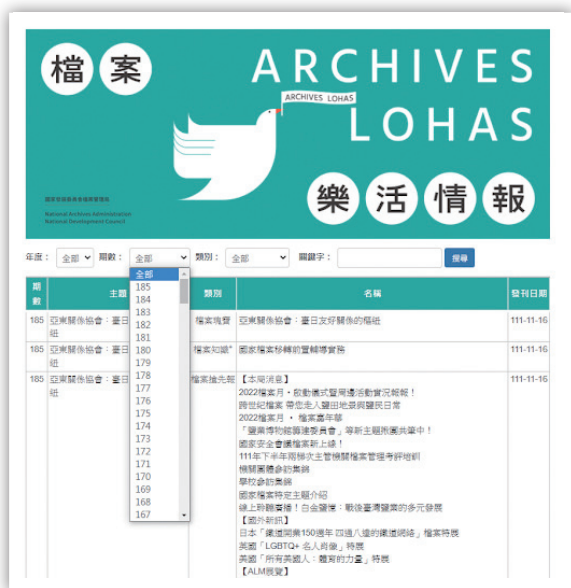 檔案
ARCHIVES
ARCHIVES LOHAS
LOHAS
樂活情報
國家發展委員會檔案管理局
National Archives Administration
National Development Council
年度： 全部 期數： 全部 類別： 全部 關鍵字： 搜尋
全部
185
184
183
182
181
180
179
178
177
176
175
174
173
172
171
170
169
168
167
期數 主題 類別 名稱 發刊日期
185 亞東關係協會：臺日 檔案瑰寶 亞東關係協會：臺日友好關係的樞紐 111-11-16
紐
185 亞東關係協會：臺日 檔案知識+ 國家檔案移轉前置輔導實務 111-11-16
紐
185 亞東關係協會：臺日 檔案搶先報 【本局消息】 111-11-16
紐
2022檔案月・啟動儀式暨周邊活動實況報報！
跨世紀檔案 帶您走入鹽田地景與鹽民日常
2022檔案月 ・ 檔案嘉年華
「鹽業博物館籌建委員會」等新主題揪團共筆中！
國家安全會議檔案新上線！
111年下半年兩梯次主管機關檔案管理考評培訓
機關團體參訪集錦
學校參訪集錦
國家檔案特定主題介紹
線上聆聽廣播！白金鹽憶：戰後臺灣鹽業的多元發展
【國外新訊】
日本「鐵道開業150週年 四通八達的鐵道網絡」檔案特展
英國「LGBTQ+ 名人肖像」特展
美國「所有美國人：體育的力量」特展
【ALM展覽】